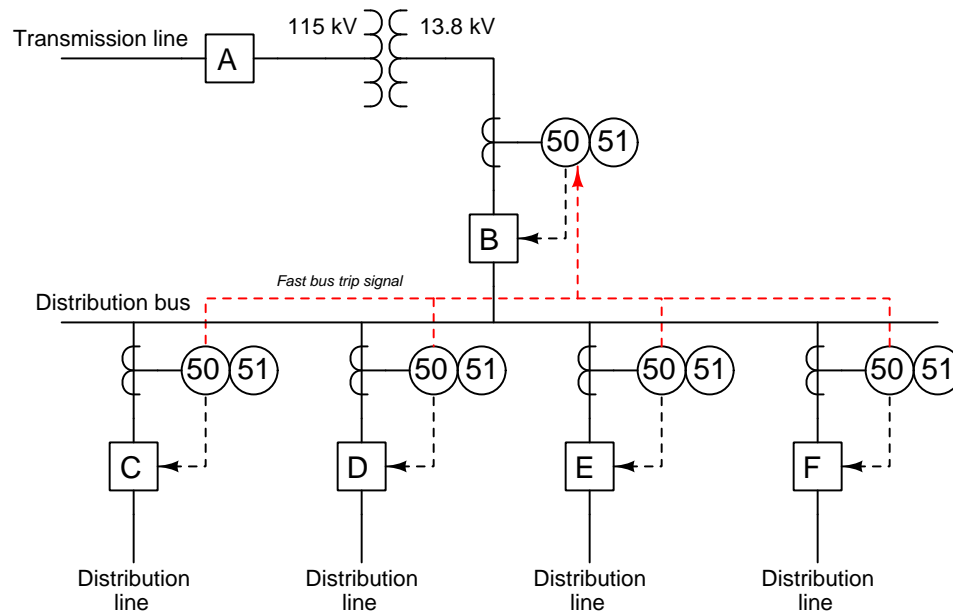 115 kV
13.8 kV
Transmission line
A
50
51
B
Fast bus trip signal
Distribution bus
50
51
50
51
50
51
50
51
C
D
E
F
Distribution
line
Distribution
line
Distribution
line
Distribution
line